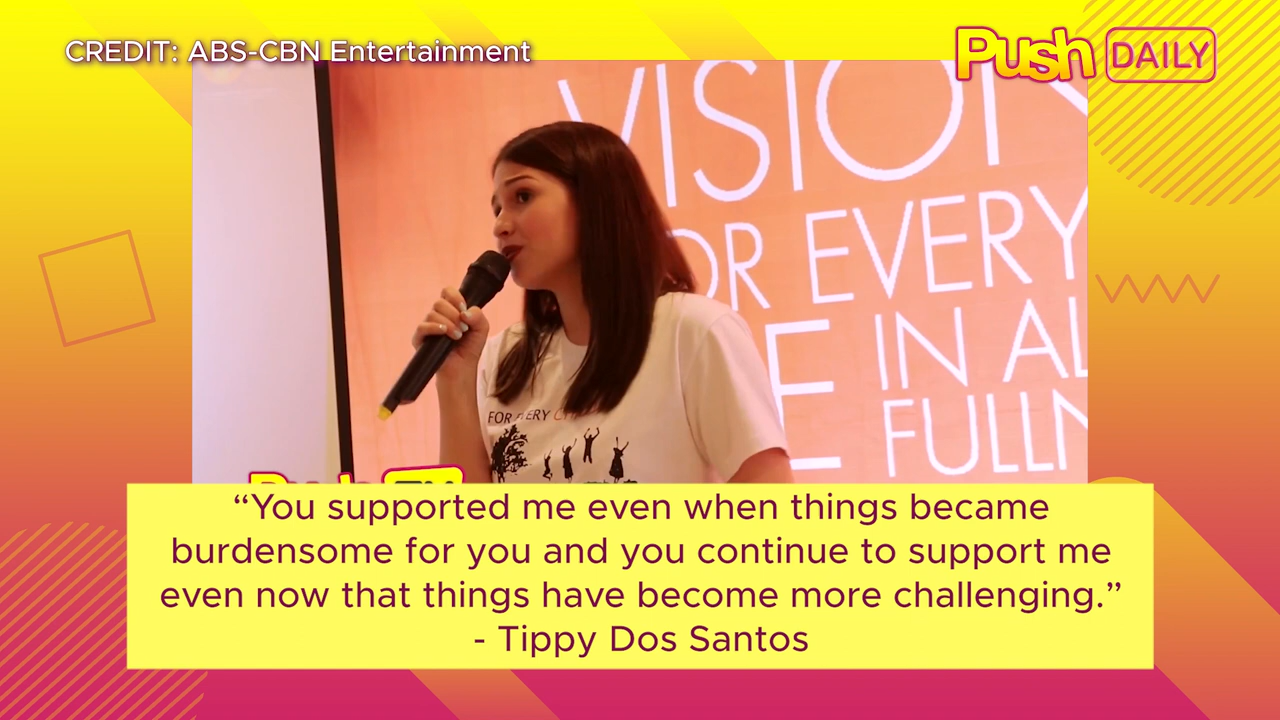 CREDIT: ABS-CBN Entertainment
Push DAILY
VISION
OR EVERY
IN AL
FULLN
FOR EVERY
“You supported me even when things became
burdensome for you and you continue to support me
even now that things have become more challenging.”
- Tippy Dos Santos